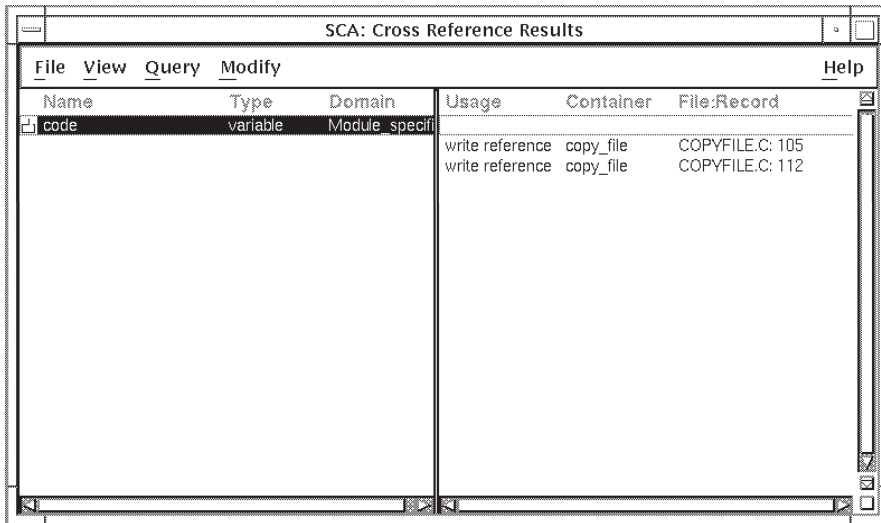 SCA: Cross Reference Results
File View Query Modify Help
Name Type Domain Usage Container File:Record
code variable Module_specifi
write reference copy_file COPYFILE.C: 105
write reference copy_file COPYFILE.C: 112